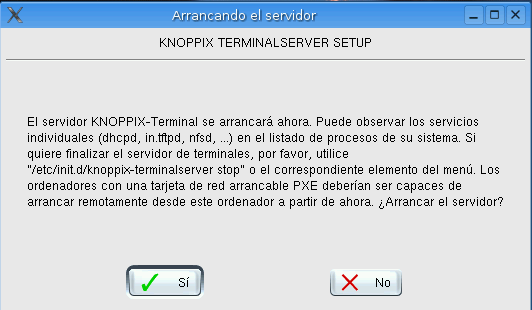 Arrancando el servidor
KNOPPIX TERMINALSERVER SETUP
El servidor KNOPPIX-Terminal se arrancará ahora. Puede observar los servicios
individuales (dhcpd, in.tftpd, nfsd, ...) en el listado de procesos de su sistema. Si
quiere finalizar el servidor de terminales, por favor, utilice
"/etc/init.d/knoppix-terminalserver stop" o el correspondiente elemento del menú. Los
ordenadores con una tarjeta de red arrancable PXE deberían ser capaces de
arrancar remotamente desde este ordenador a partir de ahora. ¿Arrancar el servidor?
Sí No